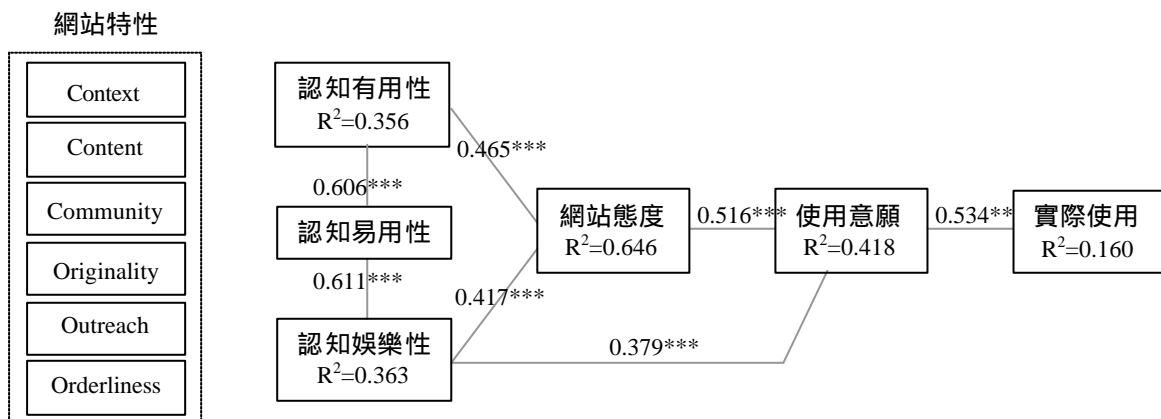 網站特性
Context
Content
Community
Originality
Outreach
Orderliness
認知有用性
R²=0.356
0.465***
0.606***
認知易用性
0.611***
0.417***
認知娛樂性
R²=0.363
網站態度
R²=0.646
0.516***
使用意願
R²=0.418
0.379***
0.534**
實際使用
R²=0.160